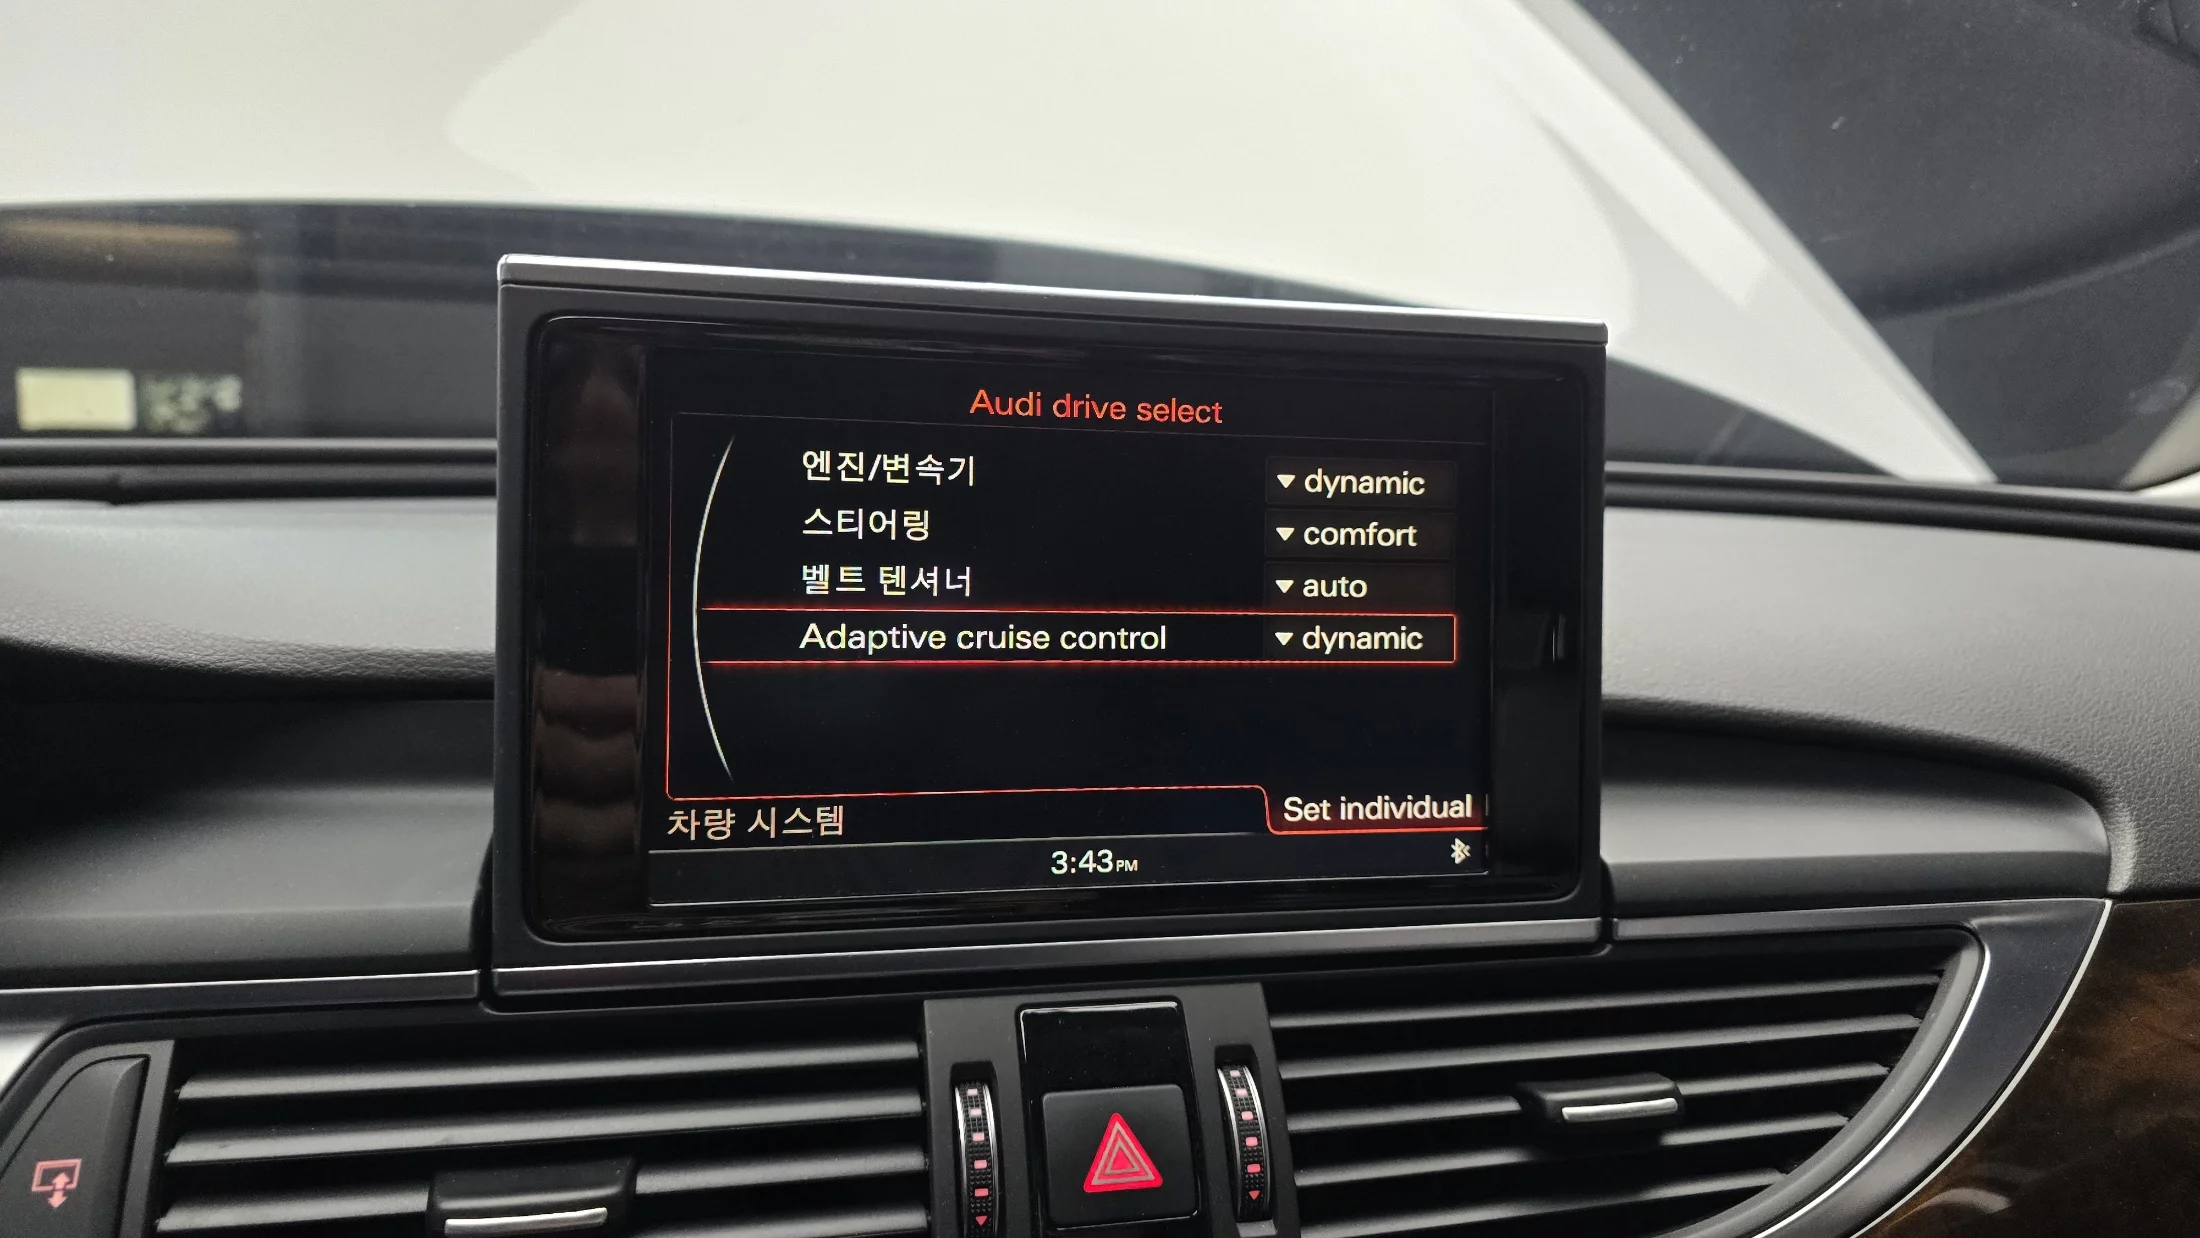 Audi drive select
엔진/변속기 dynamic
스티어링 comfort
벨트 텐셔너 auto
Adaptive cruise control dynamic
차량 시스템 Set individual
3:43PM